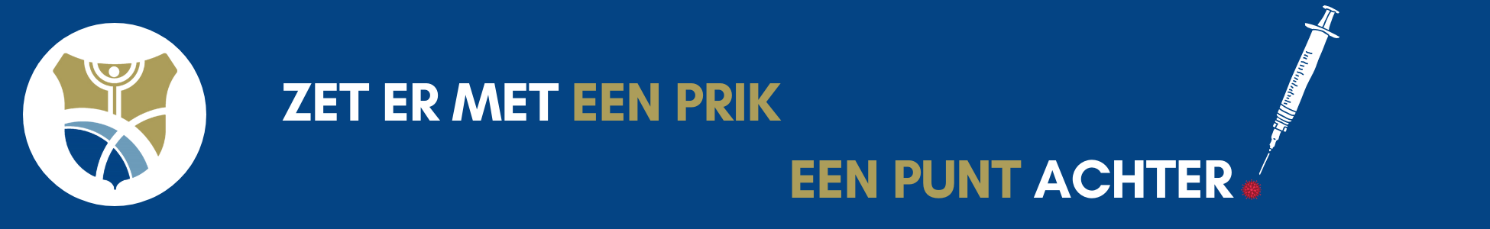 ZET ER MET EEN PRIK
EEN PUNT ACHTER